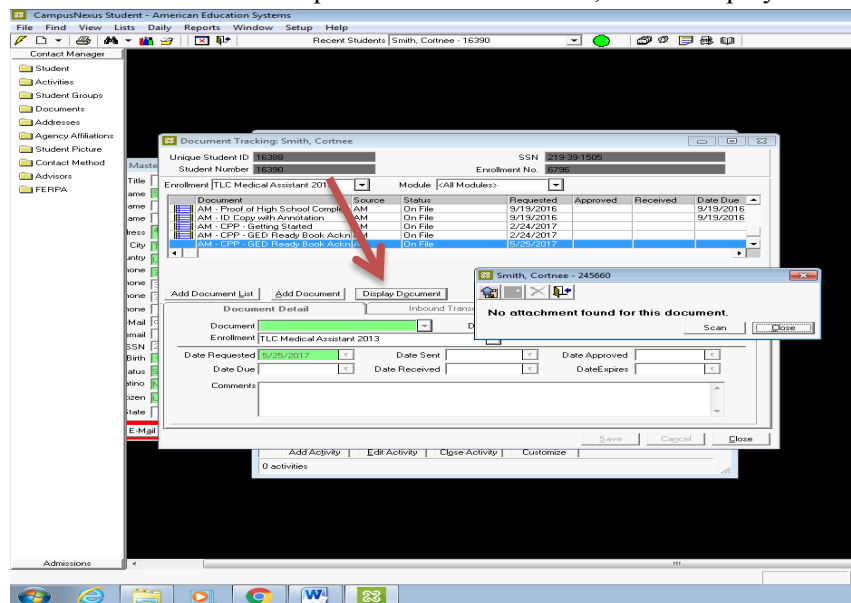 CampusNexus Student - American Education Systems
File Find View Lists Daily Reports Window Setup Help
Recent Students Smith, Cortnee - 16390
Contact Manager
Student
Activities
Student Groups
Documents
Addresses
Agency Affiliations
Student Picture
Contact Method
Advisors
FERPA
Document Tracking: Smith, Cortnee
Unique Student ID 16388 SSN 219-39-1505
Student Number 16390 Enrollment No. 6796
Enrollment TLC Medical Assistant 2013 Module <All Modules>
Document Source Status Requested Approved Received Date Due
AM - Proof of High School Comple AM On File 9/19/2016 9/19/2016
AM - ID Copy with Annotation AM On File 9/19/2016 9/19/2016
AM - CPP - Getting Started AM On File 2/24/2017
AM - CPP - GED Ready Book Ackn AM On File 2/24/2017
AM - CPP - GED Ready Book Ackn AM On File 5/25/2017
Smith, Cortnee - 245660
No attachment found for this document.
Scan Close
Add Document List Add Document Display Document
Document Detail Inbound Trans
Document
Enrollment TLC Medical Assistant 2013
Date Requested 5/25/2017 Date Sent Date Approved
Date Due Date Received DateExpires
Comments
Save Cancel Close
E-Mail
Add Activity Edit Activity Close Activity Customize
0 activities
Admissions